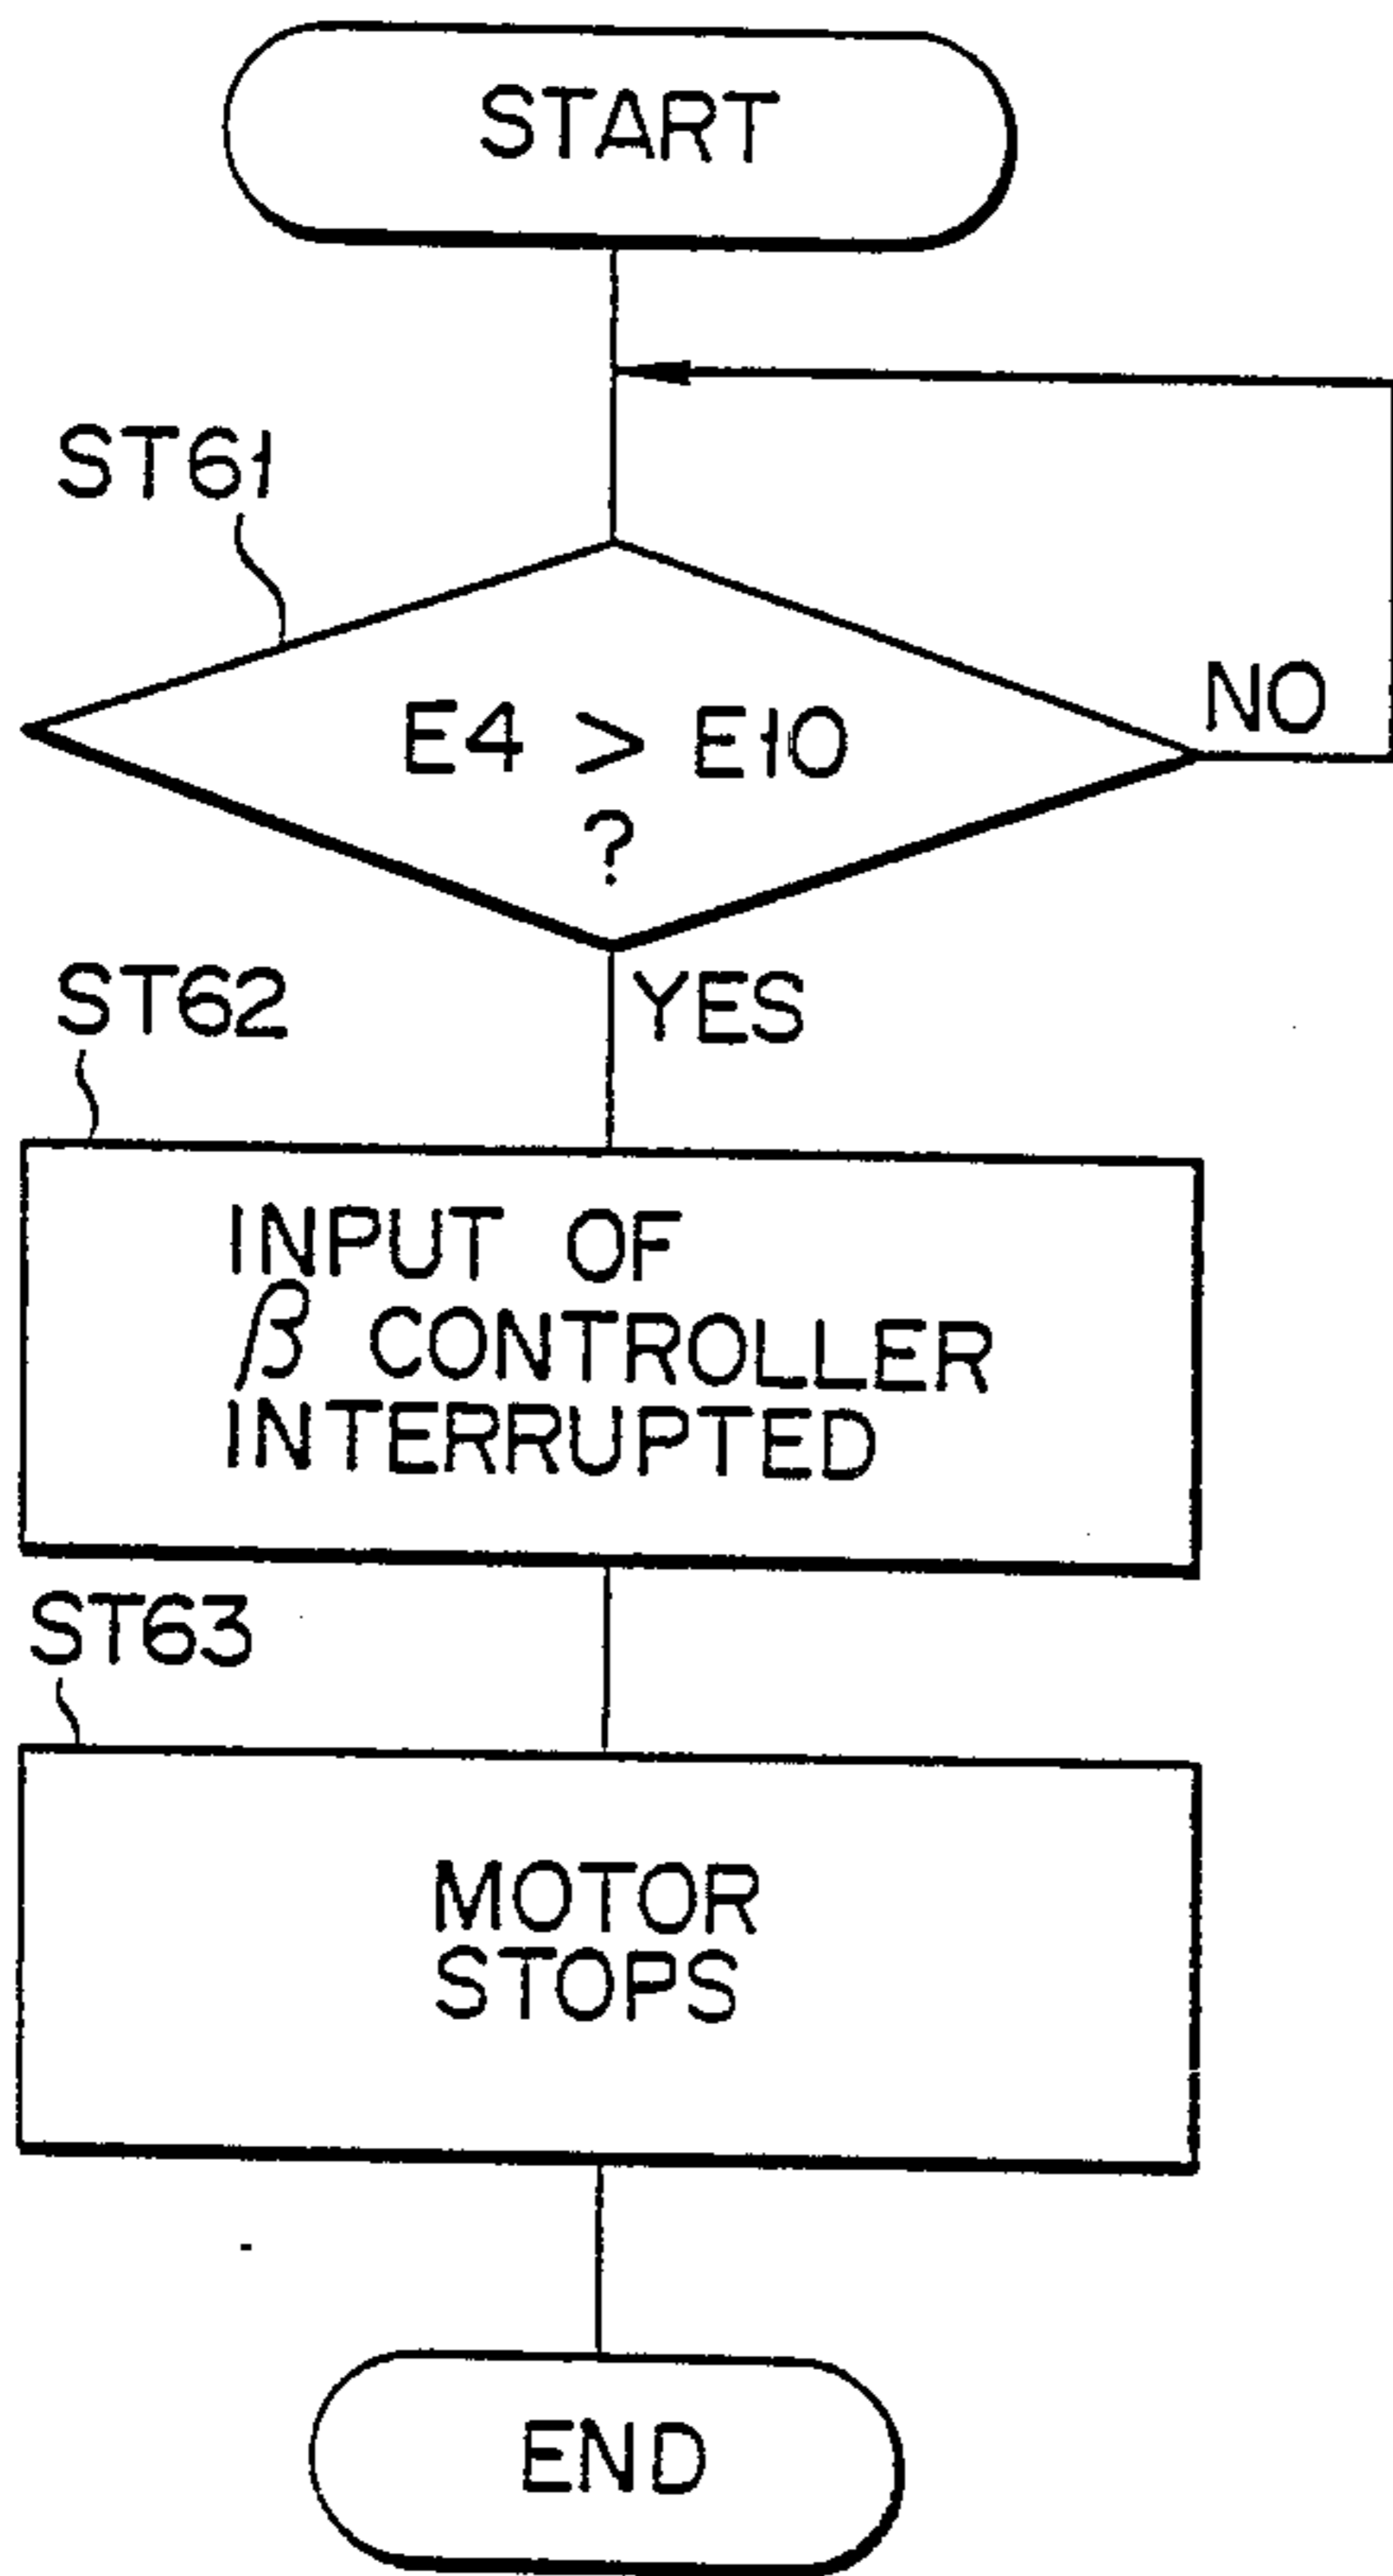 START
ST61
E4 > E10
?
NO
YES
ST62
INPUT OF
β CONTROLLER
INTERRUPTED
ST63
MOTOR
STOPS
END